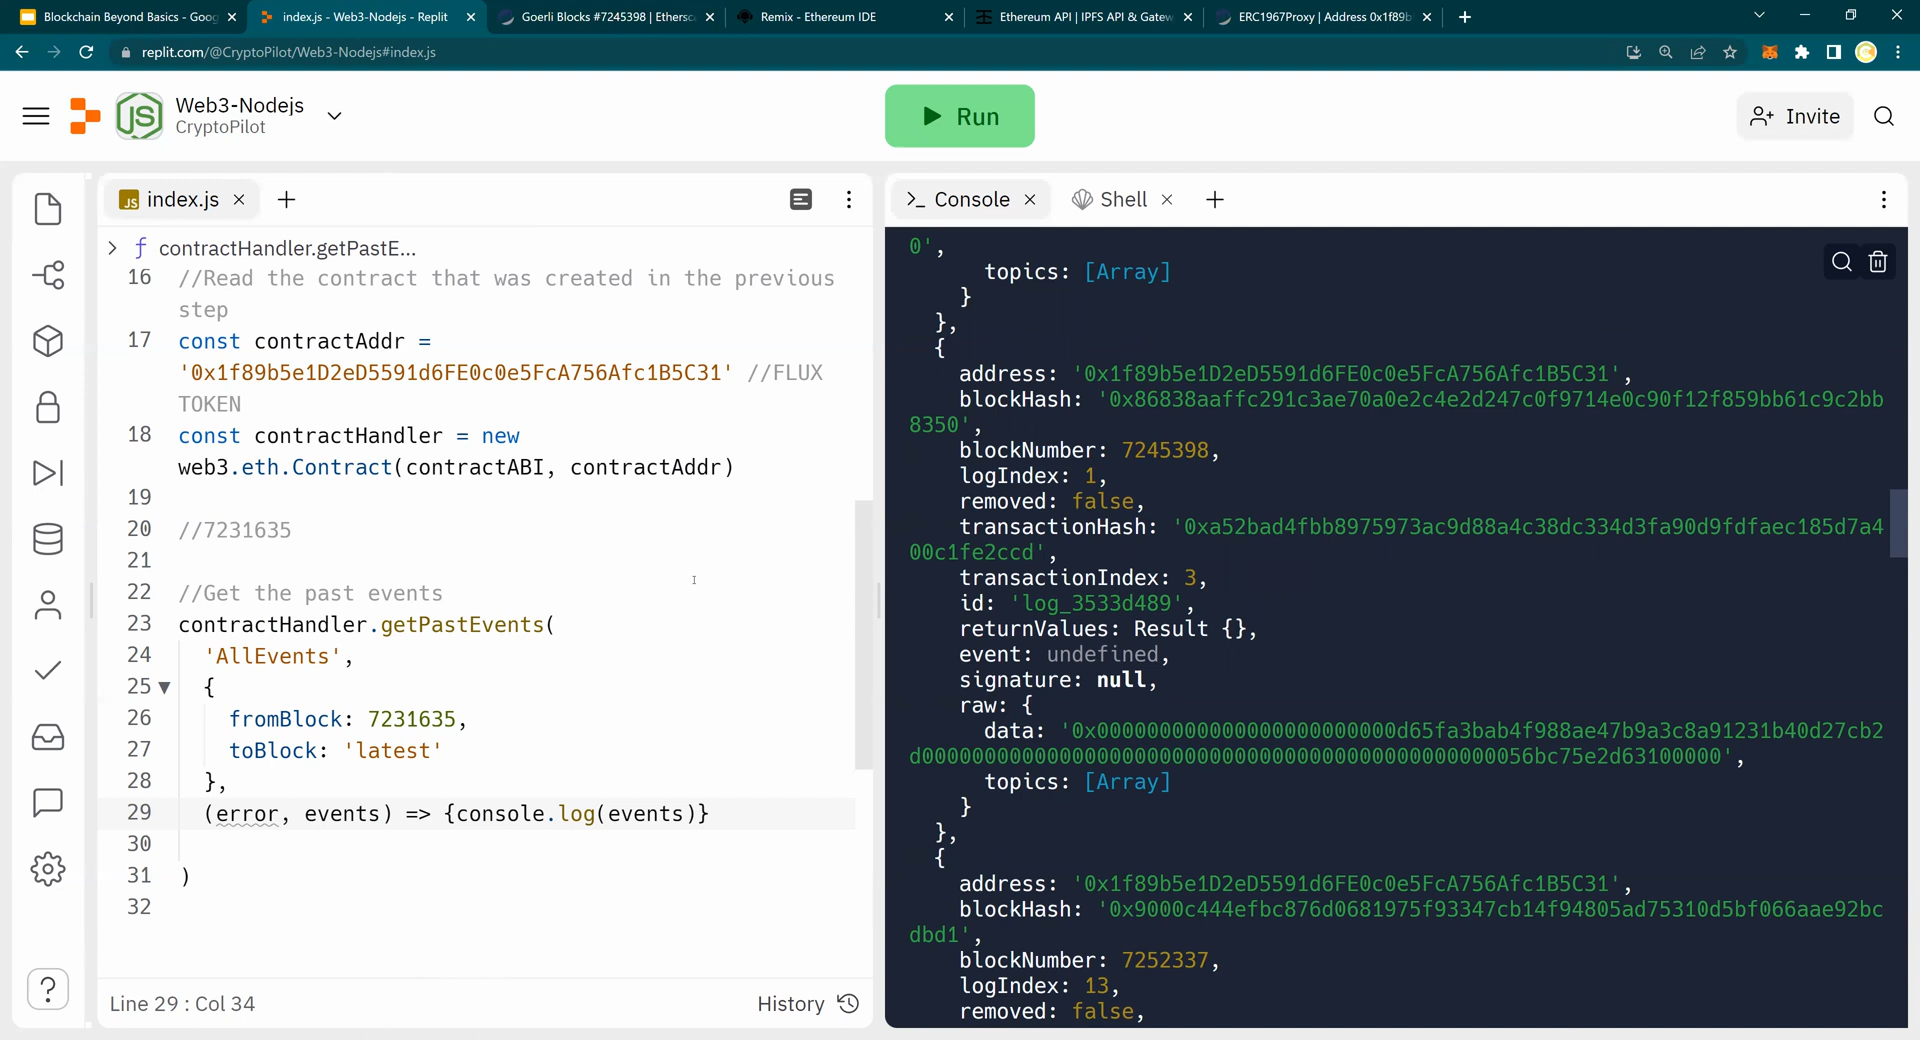 Blockchain Beyond Basics - Goog
index.js - Web3-Nodejs - Replit
Goerli Blocks #7245398 | Ethersc
Remix - Ethereum IDE
Ethereum API | IPFS API & Gatew
ERC1967Proxy | Address 0x1f89b
replit.com/@CryptoPilot/Web3-Nodejs#index.js
Web3-Nodejs
CryptoPilot
Run
Invite
index.js
Console
Shell
contractHandler.getPastE...
16 //Read the contract that was created in the previous
step
17 const contractAddr =
'0x1f89b5e1D2eD5591d6FE0c0e5FcA756Afc1B5C31' //FLUX
TOKEN
18 const contractHandler = new
web3.eth.Contract(contractABI, contractAddr)
19
20 //7231635
21
22 //Get the past events
23 contractHandler.getPastEvents(
24 'AllEvents',
25 {
26 fromBlock: 7231635,
27 toBlock: 'latest'
28 },
29 (error, events) => {console.log(events)}
30
31 )
32
Line 29 : Col 34
History
0',
topics: [Array]
}
},
{
address: '0x1f89b5e1D2eD5591d6FE0c0e5FcA756Afc1B5C31',
blockHash: '0x86838aaffc291c3ae70a0e2c4e2d247c0f9714e0c90f12f859bb61c9c2bb
8350',
blockNumber: 7245398,
logIndex: 1,
removed: false,
transactionHash: '0xa52bad4fbb8975973ac9d88a4c38dc334d3fa90d9fdfaec185d7a4
00c1fe2ccd',
transactionIndex: 3,
id: 'log_3533d489',
returnValues: Result {},
event: undefined,
signature: null,
raw: {
data: '0x000000000000000000000000d65fa3bab4f988ae47b9a3c8a91231b40d27cb2
d0000000000000000000000000000000000000000000000056bc75e2d63100000',
topics: [Array]
}
},
{
address: '0x1f89b5e1D2eD5591d6FE0c0e5FcA756Afc1B5C31',
blockHash: '0x9000c444efbc876d0681975f93347cb14f94805ad75310d5bf066aae92bc
dbd1',
blockNumber: 7252337,
logIndex: 13,
removed: false,